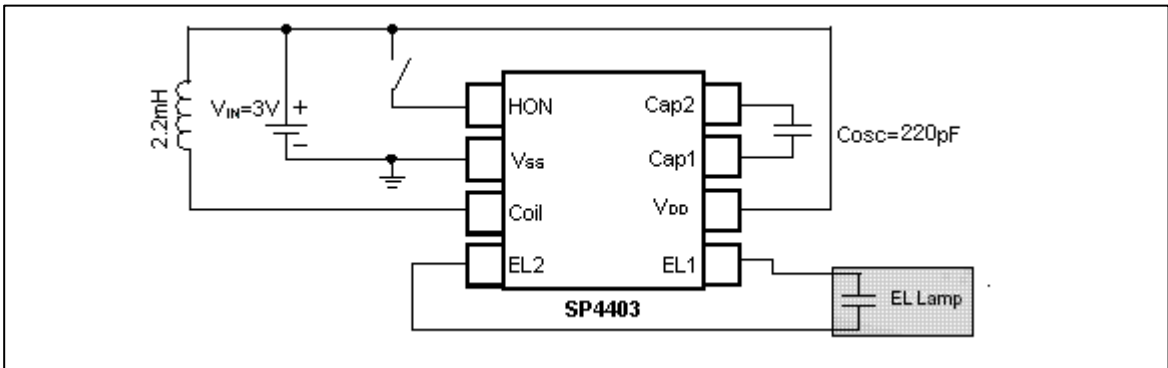 2.2mH
VIN=3V
+
-
HON
Vss
Coil
EL2
Cap2
Cap1
VDD
EL1
Cosc=220pF
EL Lamp
SP4403